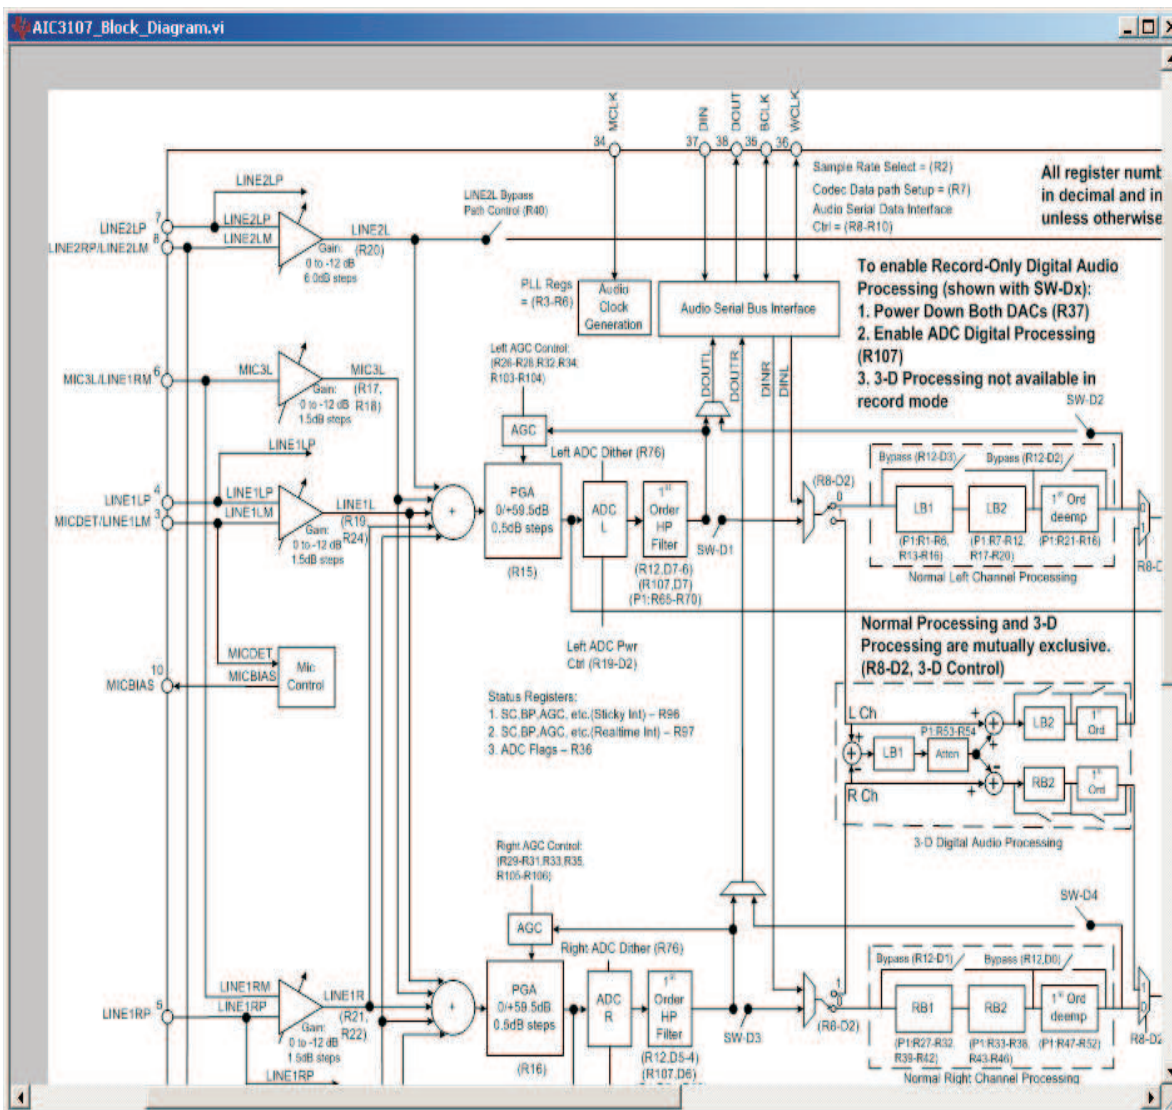 AIC3107_Block_Diagram.vi
MCLK
DIN
DOUT
BCLK
WCLK
34
37
38
35
36
Sample Rate Select = (R2)
Codec Data path Setup = (R7)
Audio Serial Data Interface
Ctrl = (R8-R10)
All register numb
in decimal and in
unless otherwise
LINE2LP
7
LINE2LP
LINE2LP
8
LINE2RP/LINE2LM
LINE2LM
Gain:
0 to -12 dB
6.0dB steps
LINE2L
(R20)
LINE2L Bypass
Path Control (R40)
PLL Regs
= (R3-R6)
Audio
Clock
Generation
Audio Serial Bus Interface
To enable Record-Only Digital Audio
Processing (shown with SW-Dx):
1. Power Down Both DACs (R37)
2. Enable ADC Digital Processing
(R107)
3. 3-D Processing not available in
record mode
DOUTL
DOUTR
DINR
DINL
MIC3L/LINE1RM
6
MIC3L
Gain:
0 to -12 dB
1.5dB steps
MIC3L
(R17,
R18)
Left AGC Control:
(R26-R28,R32,R34,
R103-R104)
AGC
SW-D2
LINE1LP
4
LINE1LP
LINE1LP
MICDET/LINE1LM
3
LINE1LM
Gain:
0 to -12 dB
1.5dB steps
LINE1L
(R19,
R24)
+
PGA
0/+59.5dB
0.5dB steps
(R15)
Left ADC Dither (R76)
ADC
L
1st
Order
HP
Filter
(R12,D7-6)
(R107,D7)
(P1:R65-R70)
SW-D1
(R8-D2)
0
1
Bypass (R12-D3)
Bypass (R12-D2)
LB1
LB2
1st Ord
deemp
(P1:R1-R6,
R13-R16)
(P1:R7-R12,
R17-R20)
(P1:R21-R16)
Normal Left Channel Processing
0
1
R8-D
Left ADC Pwr
Ctrl (R19-D2)
MICBIAS
10
MICDET
MICBIAS
Mic
Control
Status Registers:
1. SC,BP,AGC, etc.(Sticky Int) – R96
2. SC,BP,AGC, etc.(Realtime Int) – R97
3. ADC Flags – R36
Normal Processing and 3-D
Processing are mutually exclusive.
(R8-D2, 3-D Control)
L Ch
R Ch
+
+
-
LB1
P1:R53-R54
Atten
+
+
+
-
+
+
LB2
1st
Ord
RB2
1st
Ord
3-D Digital Audio Processing
Right AGC Control:
(R29-R31,R33,R35,
R105-R106)
AGC
SW-D4
LINE1RP
5
LINE1RM
LINE1RP
Gain:
0 to -12 dB
1.5dB steps
LINE1RP
LINE1R
(R21,
R22)
+
PGA
0/+59.5dB
0.5dB steps
(R16)
Right ADC Dither (R76)
ADC
R
1st
Order
HP
Filter
(R12,D5-4)
(R107,D6)
SW-D3
1
0
(R8-D2)
Bypass (R12-D1)
Bypass (R12,D0)
RB1
RB2
1st Ord
deemp
(P1:R27-R32,
R39-R42)
(P1:R33-R38,
R43-R46)
(P1:R47-R52)
Normal Right Channel Processing
1
0
R8-D2